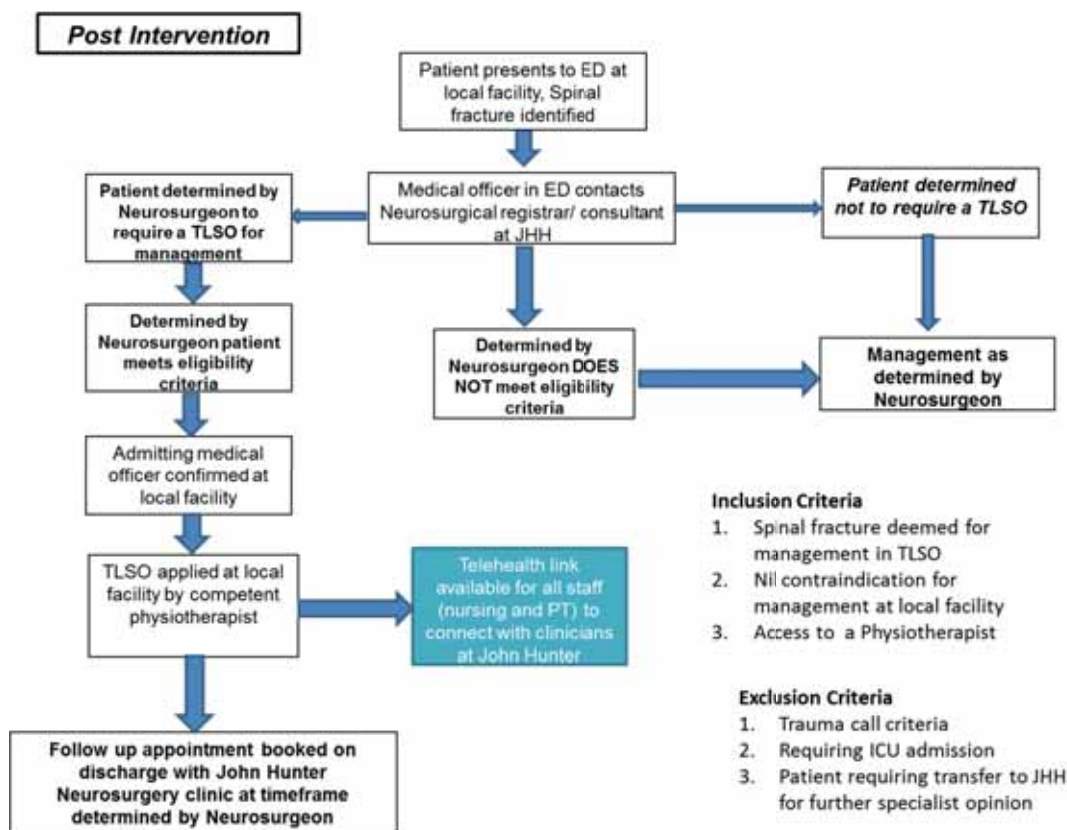 Post Intervention
Patient presents to ED at
local facility, Spinal
fracture identified
Patient determined by
Neurosurgeon to
require a TLSO for
management
Medical officer in ED contacts
Neurosurgical registrar/ consultant
at JHH
Patient determined
not to require a TLSO
Determined by
Neurosurgeon patient
meets eligibility
criteria
Determined by
Neurosurgeon DOES
NOT meet eligibility
criteria
Management as
determined by
Neurosurgeon
Admitting medical
officer confirmed at
local facility
TLSO applied at local
facility by competent
physiotherapist
Telehealth link
available for all staff
(nursing and PT) to
connect with clinicians
at John Hunter
Follow up appointment booked on
discharge with John Hunter
Neurosurgery clinic at timeframe
determined by Neurosurgeon
Inclusion Criteria
1. Spinal fracture deemed for
management in TLSO
2. Nil contraindication for
management at local facility
3. Access to a Physiotherapist
Exclusion Criteria
1. Trauma call criteria
2. Requiring ICU admission
3. Patient requiring transfer to JHH
for further specialist opinion